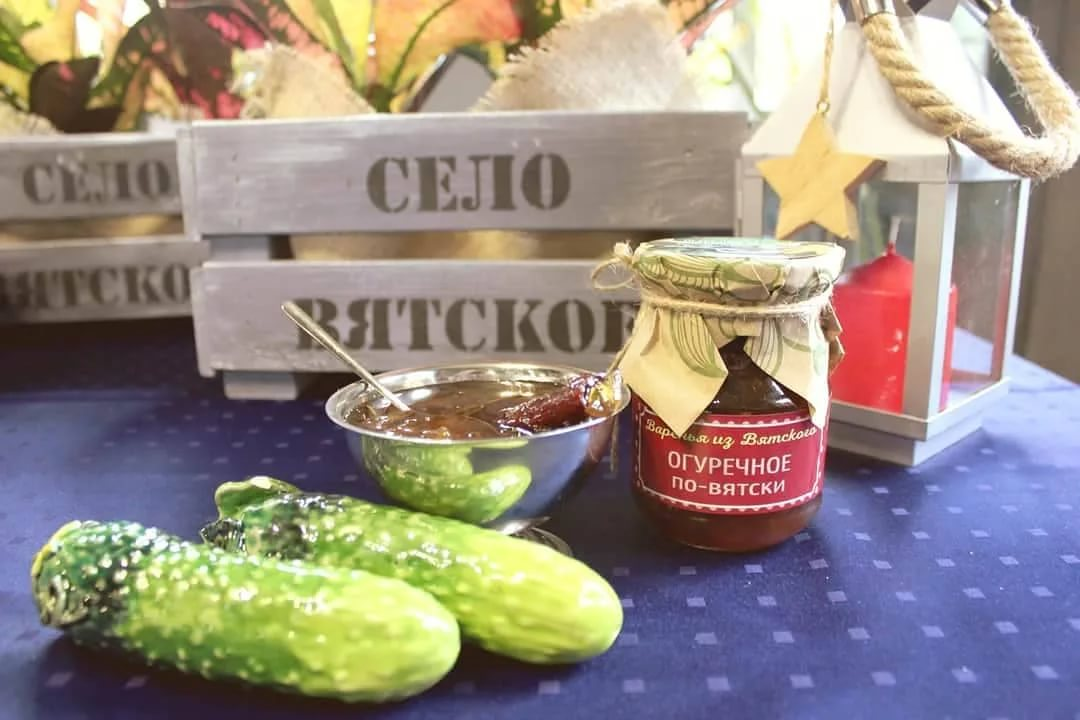 СЕЛО
СЕЛО
ВЯТСКОЕ
ВЯТСКО
Варенья из Вятского
ОГУРЕЧНОЕ
ПО-ВЯТСКИ